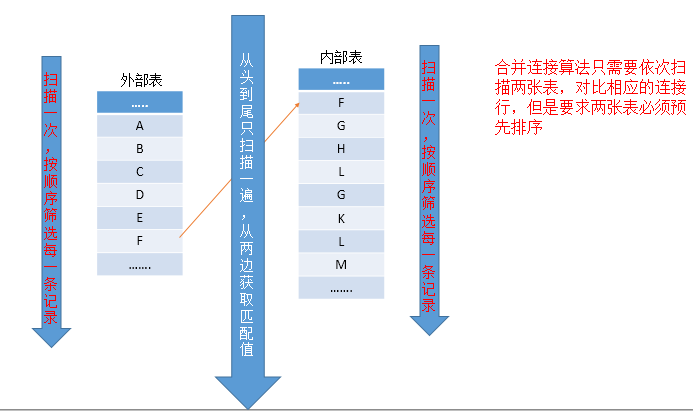 扫描一次，按顺序筛选每一条记录
外部表
.....
A
B
C
D
E
F
…….
从头到尾只扫描一遍，从两边获取匹配值
内部表
.....
F
G
H
L
G
K
L
M
…….
扫描一次，按顺序筛选每一条记录
合并连接算法只需要依次扫
描两张表，对比相应的连接
行，但是要求两张表必须预
先排序